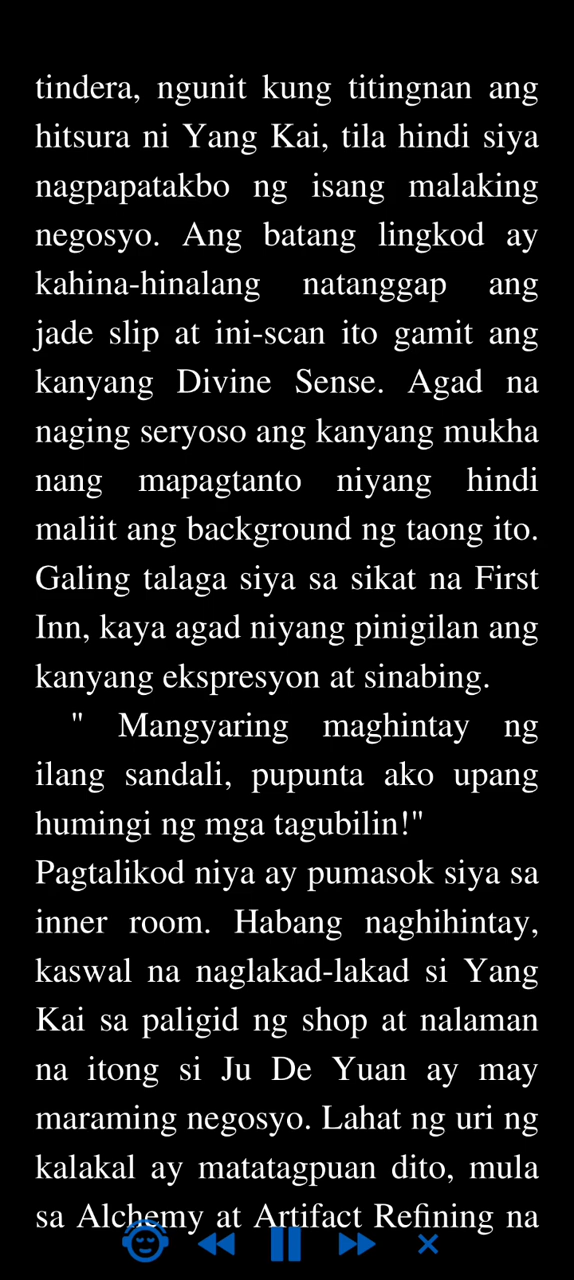 tindera, ngunit kung titingnan ang
hitsura ni Yang Kai, tila hindi siya
nagpapatakbo ng isang malaking
negosyo. Ang batang lingkod ay
kahina-hinalang natanggap ang
jade slip at ini-scan ito gamit ang
kanyang Divine Sense. Agad na
naging seryoso ang kanyang mukha
nang mapagtanto niyang hindi
maliit ang background ng taong ito.
Galing talaga siya sa sikat na First
Inn, kaya agad niyang pinigilan ang
kanyang ekspresyon at sinabing.
" Mangyaring maghintay ng
ilang sandali, pupunta ako upang
humingi ng mga tagubilin!"
Pagtalikod niya ay pumasok siya sa
inner room. Habang naghihintay,
kaswal na naglakad-lakad si Yang
Kai sa paligid ng shop at nalaman
na itong si Ju De Yuan ay may
maraming negosyo. Lahat ng uri ng
kalakal ay matatagpuan dito, mula
sa Alchemy at Artifact Refining na